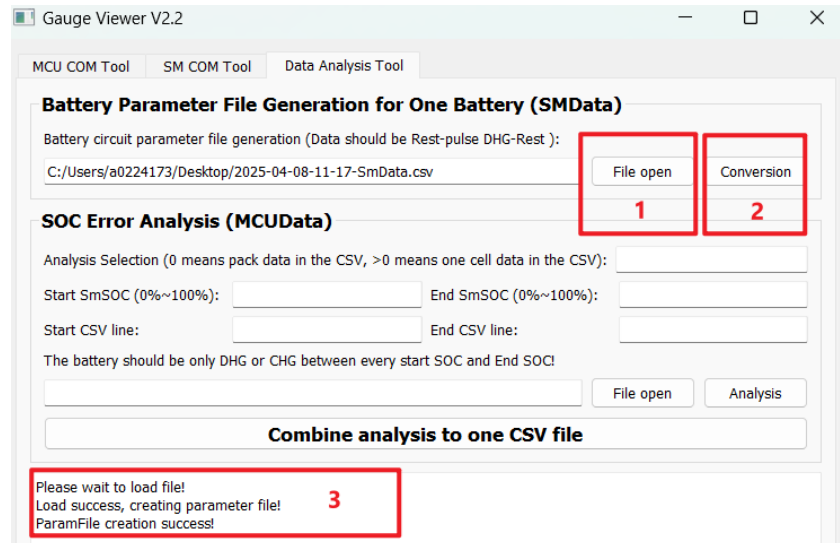 Gauge Viewer V2.2
MCU COM Tool SM COM Tool Data Analysis Tool
Battery Parameter File Generation for One Battery (SMData)
Battery circuit parameter file generation (Data should be Rest-pulse DHG-Rest ):
C:/Users/a0224173/Desktop/2025-04-08-11-17-SmData.csv File open Conversion
1 2
SOC Error Analysis (MCUData)
Analysis Selection (0 means pack data in the CSV, >0 means one cell data in the CSV):
Start SmSOC (0%~100%): End SmSOC (0%~100%):
Start CSV line: End CSV line:
The battery should be only DHG or CHG between every start SOC and End SOC!
File open Analysis
Combine analysis to one CSV file
Please wait to load file!
Load success, creating parameter file! 3
ParamFile creation success!